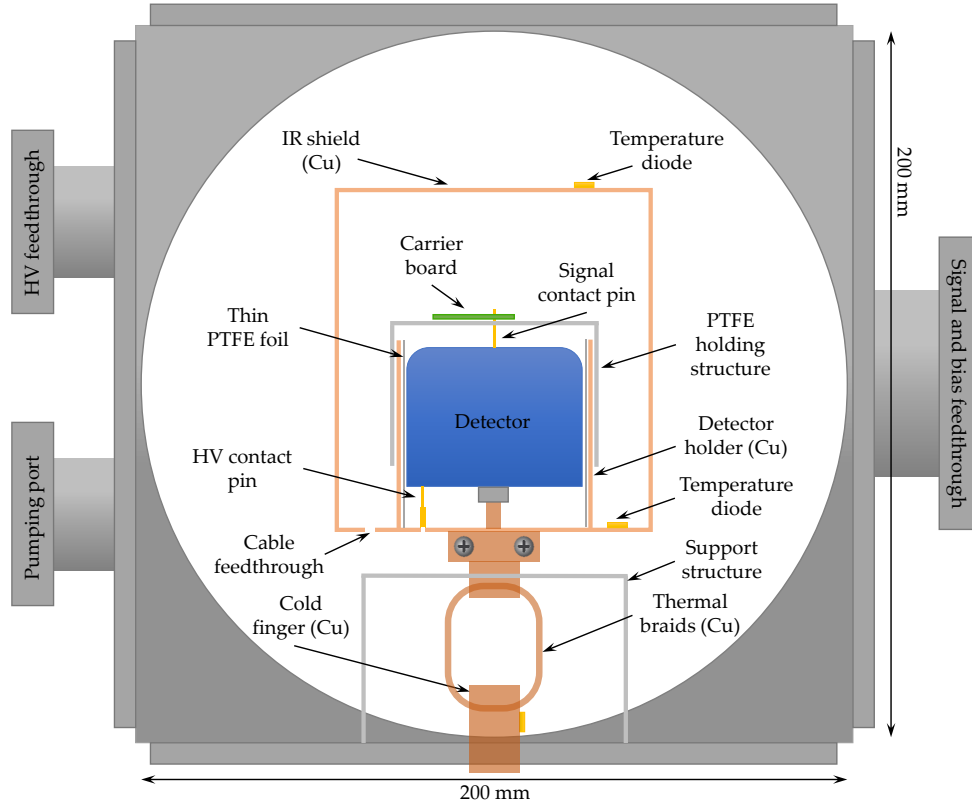 IR shield
(Cu)
Temperature
diode
200 mm
HV feedthrough
Carrier
board
Signal
contact pin
Thin
PTFE foil
PTFE
holding
structure
Signal and bias feedthrough
Detector
Detector
holder (Cu)
HV contact
pin
Temperature
diode
Pumping port
Cable
feedthrough
Support
structure
Cold
finger (Cu)
Thermal
braids (Cu)
200 mm